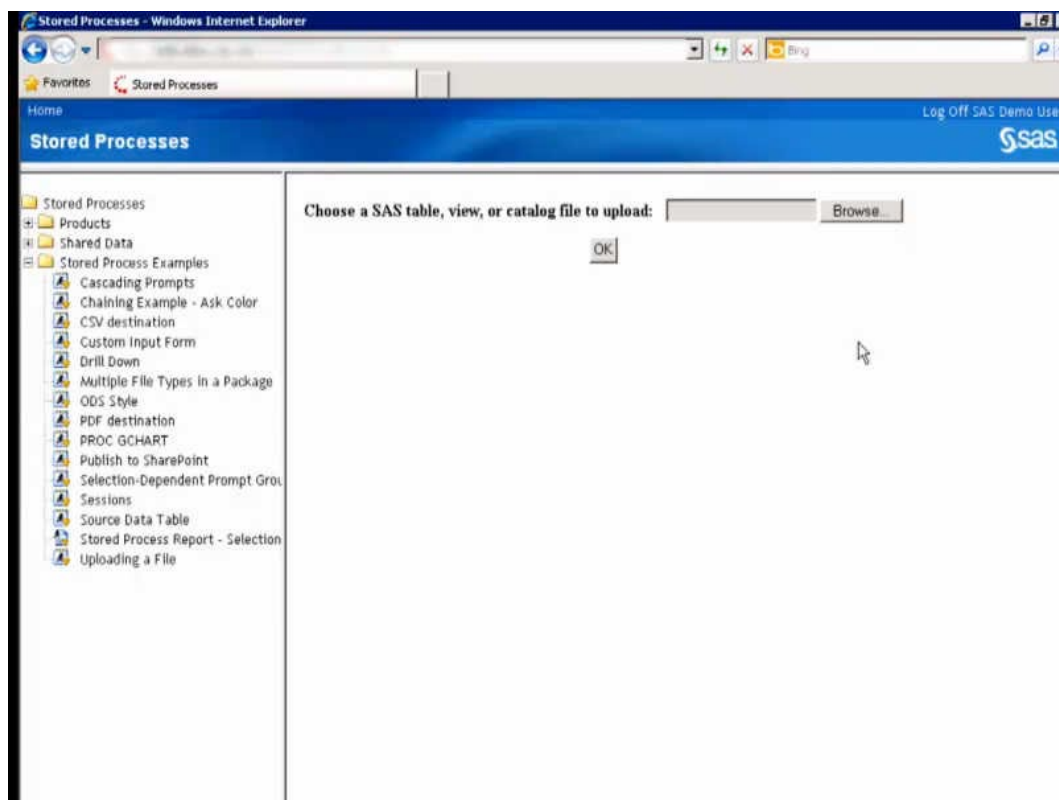 Stored Processes - Windows Internet Explorer
Bing
Favorites
Stored Processes
Home
Log Off SAS Demo Use
Stored Processes
sas
Stored Processes
Products
Shared Data
Stored Process Examples
Cascading Prompts
Chaining Example - Ask Color
CSV destination
Custom Input Form
Drill Down
Multiple File Types in a Package
ODS Style
PDF destination
PROC GCHART
Publish to SharePoint
Selection-Dependent Prompt Grou
Sessions
Source Data Table
Stored Process Report - Selection
Uploading a File
Choose a SAS table, view, or catalog file to upload:
Browse...
OK